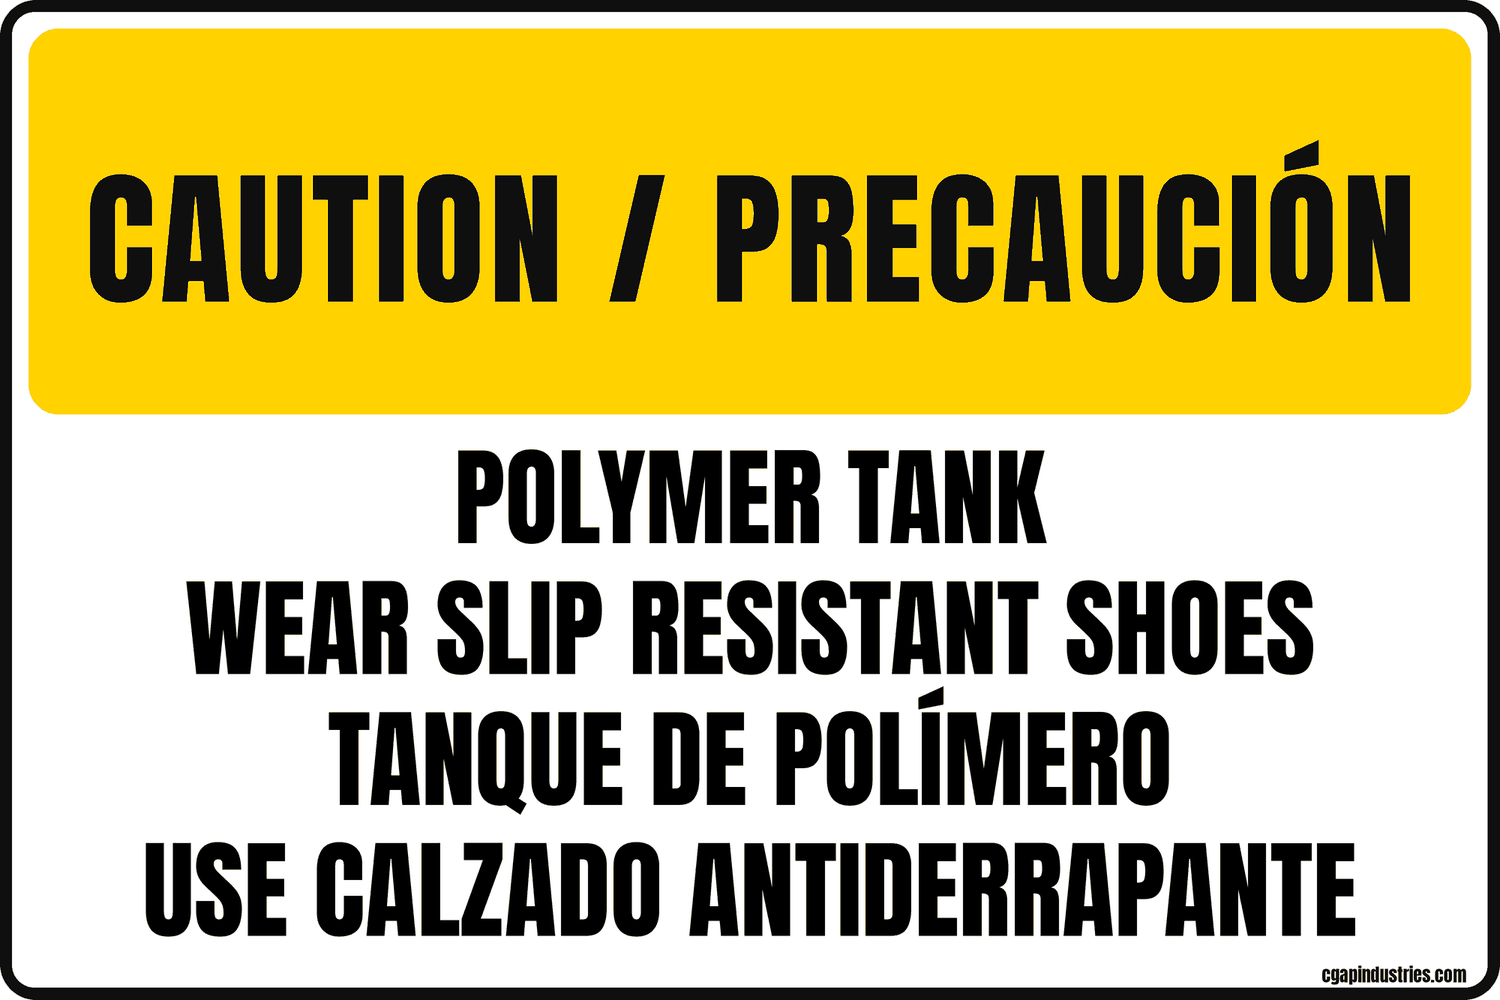 CAUTION / PRECAUCIÓN
POLYMER TANK
WEAR SLIP RESISTANT SHOES
TANQUE DE POLÍMERO
USE CALZADO ANTIDERRAPANTE
cgapindustries.com